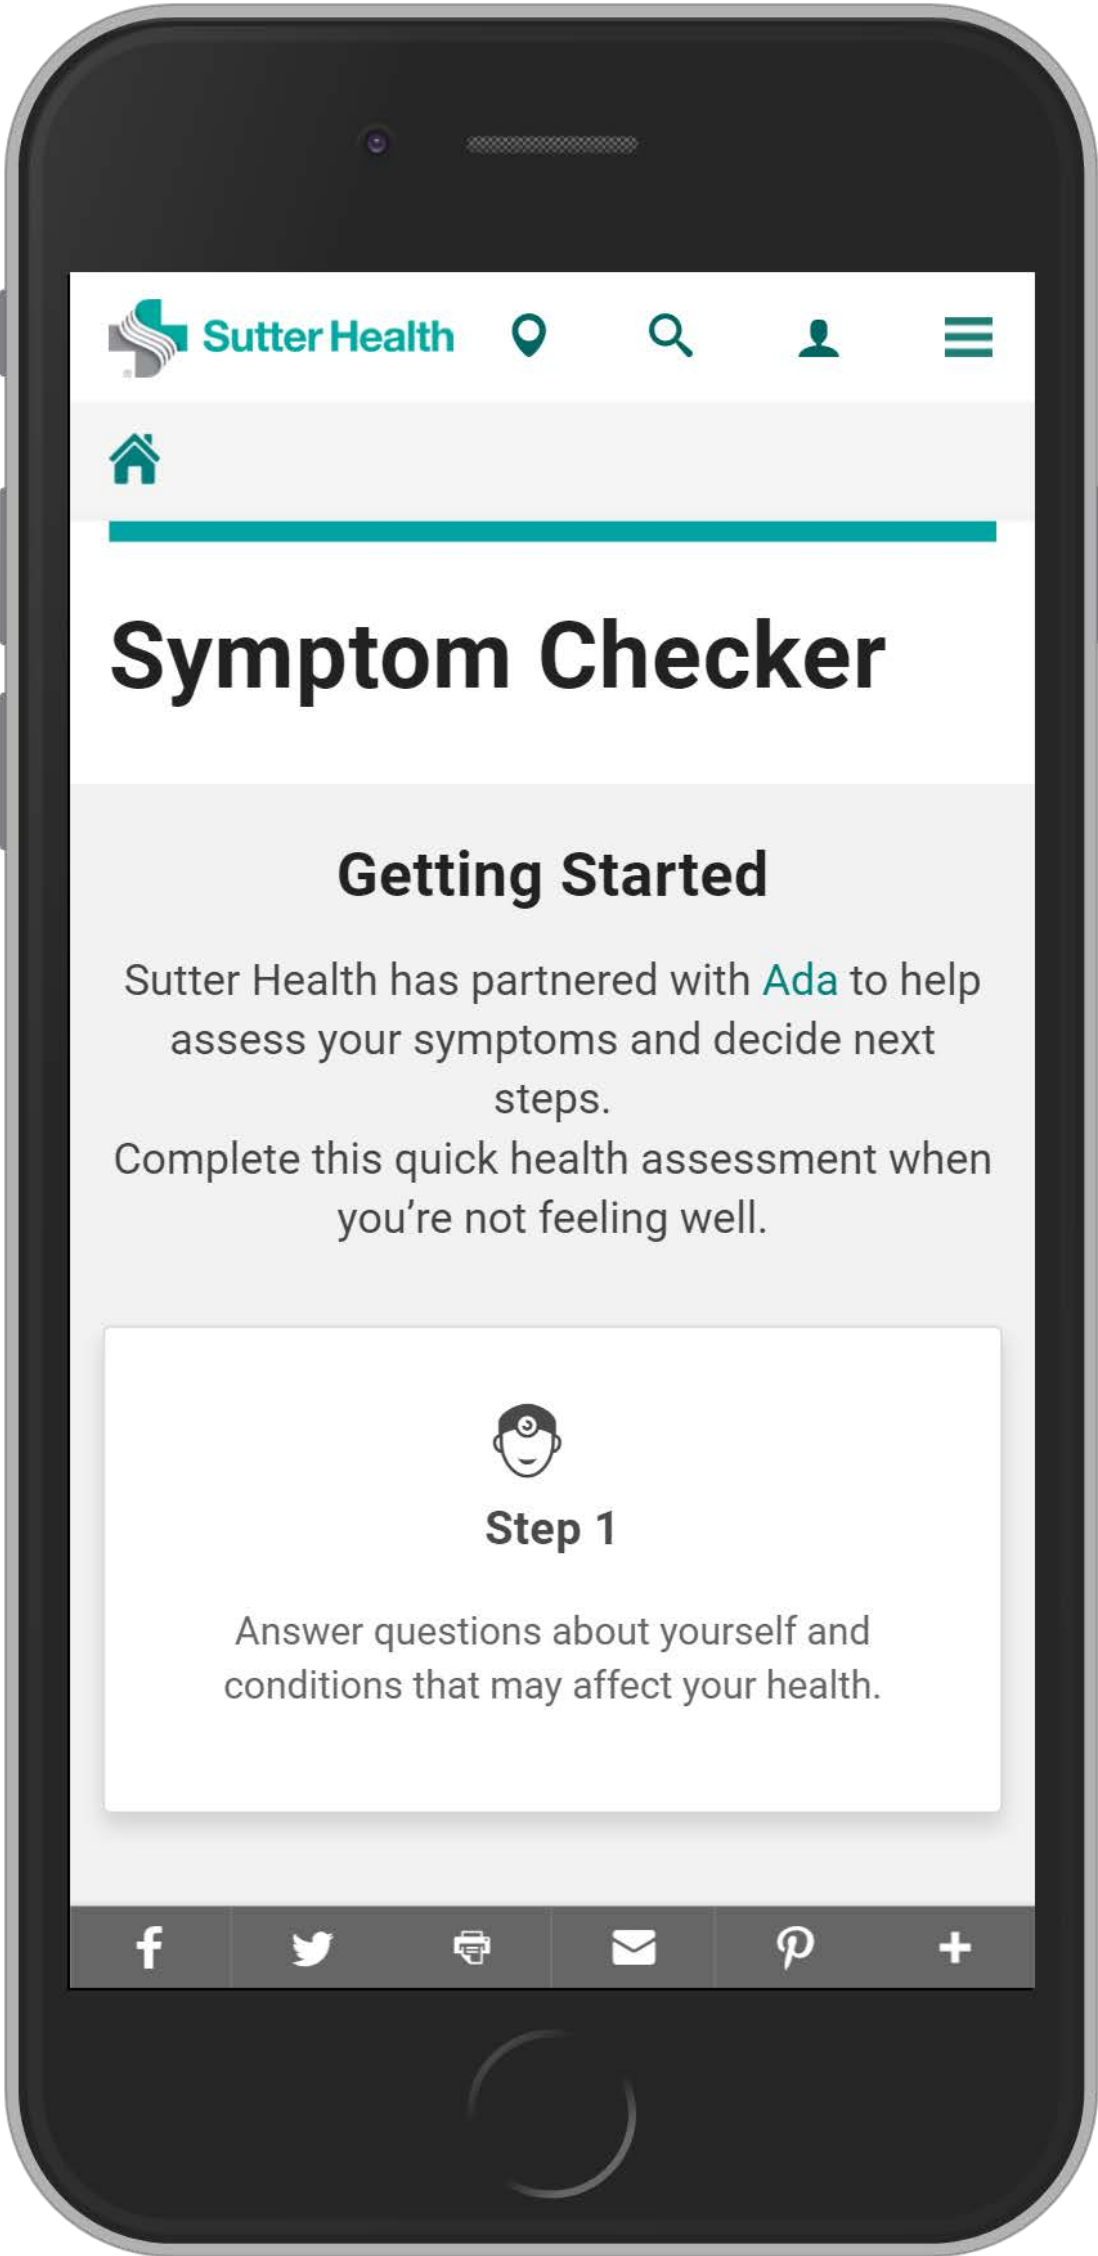 Sutter Health
Symptom Checker
Getting Started
Sutter Health has partnered with Ada to help
assess your symptoms and decide next
steps.
Complete this quick health assessment when
you're not feeling well.
Step 1
Answer questions about yourself and
conditions that may affect your health.